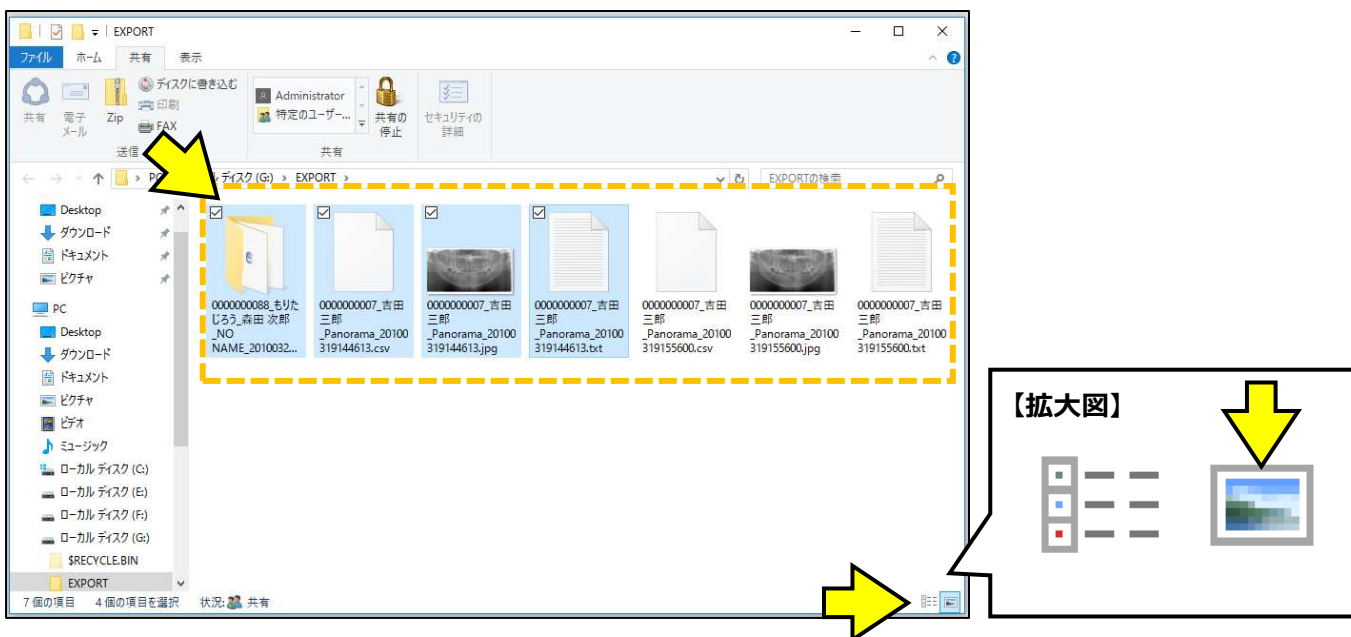 EXPORT
ファイル ホーム 共有 表示
共有
電子
メール
Zip
ディスクに書き込む
印刷
FAX
送信
Administrator
特定のユーザー...
共有の
停止
共有
セキュリティの
詳細
ル ディスク (G:) › EXPORT ›
EXPORTの検索
Desktop
ダウンロード
ドキュメント
ピクチャ
PC
Desktop
ダウンロード
ドキュメント
ピクチャ
ビデオ
ミュージック
ローカル ディスク (C:)
ローカル ディスク (E:)
ローカル ディスク (F:)
ローカル ディスク (G:)
$RECYCLE.BIN
EXPORT
0000000088_もりた
じろう_森田 次郎
_NO
NAME_2010032...
0000000007_吉田
三郎
_Panorama_20100
319144613.csv
0000000007_吉田
三郎
_Panorama_20100
319144613.jpg
0000000007_吉田
三郎
_Panorama_20100
319144613.txt
0000000007_吉田
三郎
_Panorama_20100
319155600.csv
0000000007_吉田
三郎
_Panorama_20100
319155600.jpg
0000000007_吉田
三郎
_Panorama_20100
319155600.txt
7 個の項目 4 個の項目を選択 状況: 共有
【拡大図】